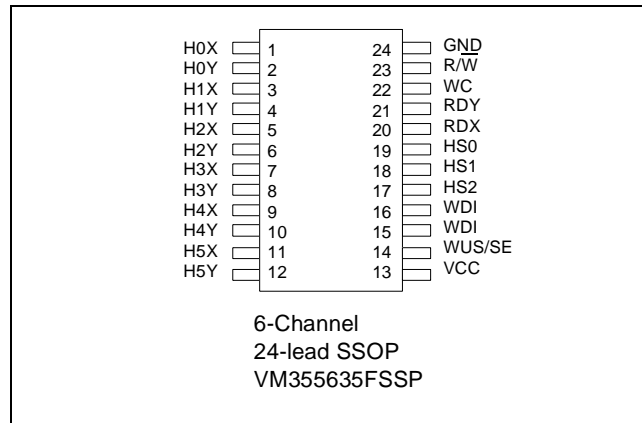 H0X 1 24 GND
H0Y 2 23 R/W̅
H1X 3 22 WC
H1Y 4 21 RDY
H2X 5 20 RDX
H2Y 6 19 HS0
H3X 7 18 HS1
H3Y 8 17 HS2
H4X 9 16 WDI
H4Y 10 15 WDI
H5X 11 14 WUS/SE
H5Y 12 13 VCC
6-Channel
24-lead SSOP
VM355635FSSP